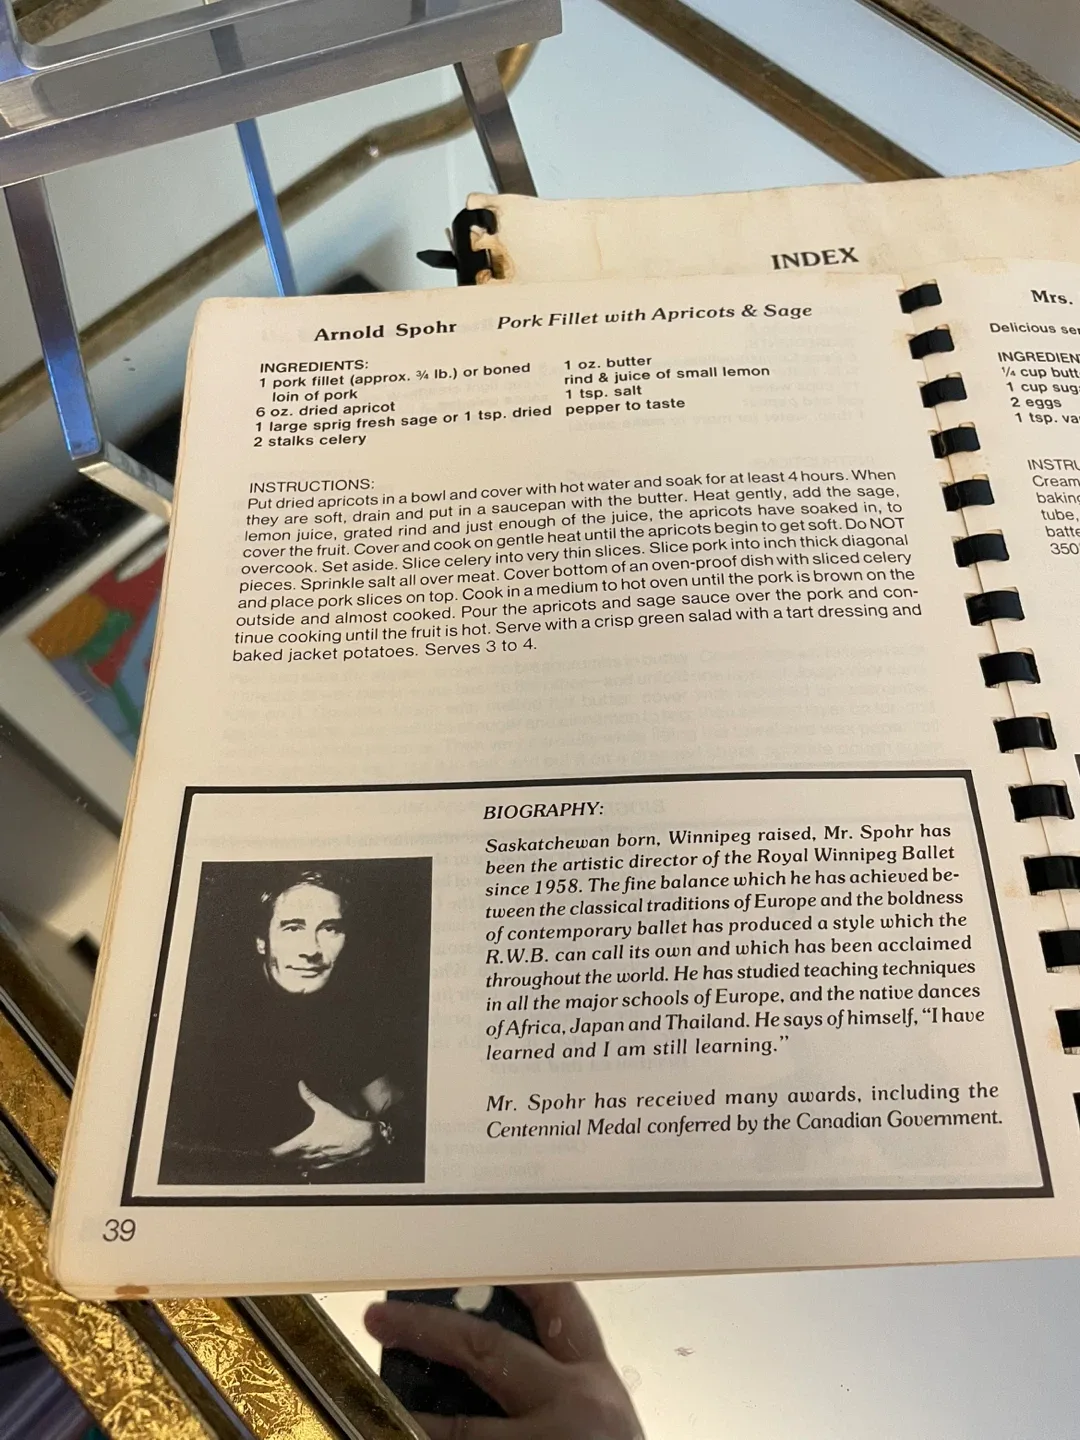 INDEX
Arnold Spohr Pork Fillet with Apricots & Sage
INGREDIENTS:
1 pork fillet (approx. ¾ lb.) or boned
loin of pork
6 oz. dried apricot
1 large sprig fresh sage or 1 tsp. dried
2 stalks celery
1 oz. butter
rind & juice of small lemon
1 tsp. salt
pepper to taste
INSTRUCTIONS:
Put dried apricots in a bowl and cover with hot water and soak for at least 4 hours. When
they are soft, drain and put in a saucepan with the butter. Heat gently, add the sage,
lemon juice, grated rind and just enough of the juice, the apricots have soaked in, to
cover the fruit. Cover and cook on gentle heat until the apricots begin to get soft. Do NOT
overcook. Set aside. Slice celery into very thin slices. Slice pork into inch thick diagonal
pieces. Sprinkle salt all over meat. Cover bottom of an oven-proof dish with sliced celery
and place pork slices on top. Cook in a medium to hot oven until the pork is brown on the
outside and almost cooked. Pour the apricots and sage sauce over the pork and con-
tinue cooking until the fruit is hot. Serve with a crisp green salad with a tart dressing and
baked jacket potatoes. Serves 3 to 4.
BIOGRAPHY:
Saskatchewan born, Winnipeg raised, Mr. Spohr has
been the artistic director of the Royal Winnipeg Ballet
since 1958. The fine balance which he has achieved be-
tween the classical traditions of Europe and the boldness
of contemporary ballet has produced a style which the
R.W.B. can call its own and which has been acclaimed
throughout the world. He has studied teaching techniques
in all the major schools of Europe, and the native dances
of Africa, Japan and Thailand. He says of himself, “I have
learned and I am still learning.”
Mr. Spohr has received many awards, including the
Centennial Medal conferred by the Canadian Government.
39
Mrs.
Delicious
¼ cup
1 cup
2 eggs
1 tsp.
Cream
tube,
350